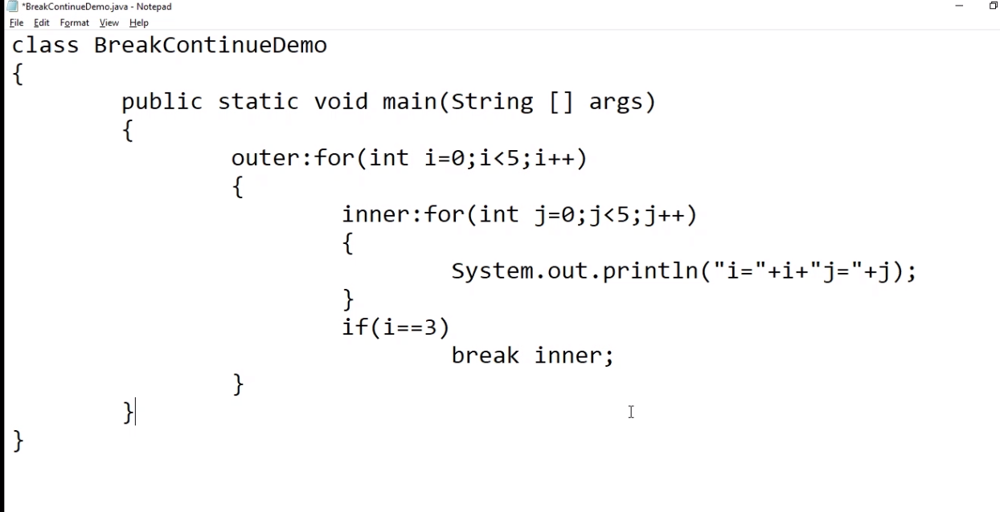 *BreakContinueDemo.java - Notepad
File Edit Format View Help
class BreakContinueDemo
{
public static void main(String [] args)
{
outer:for(int i=0;i<5;i++)
{
inner:for(int j=0;j<5;j++)
{
System.out.println("i="+i+"j="+j);
}
if(i==3)
break inner;
}
}
}